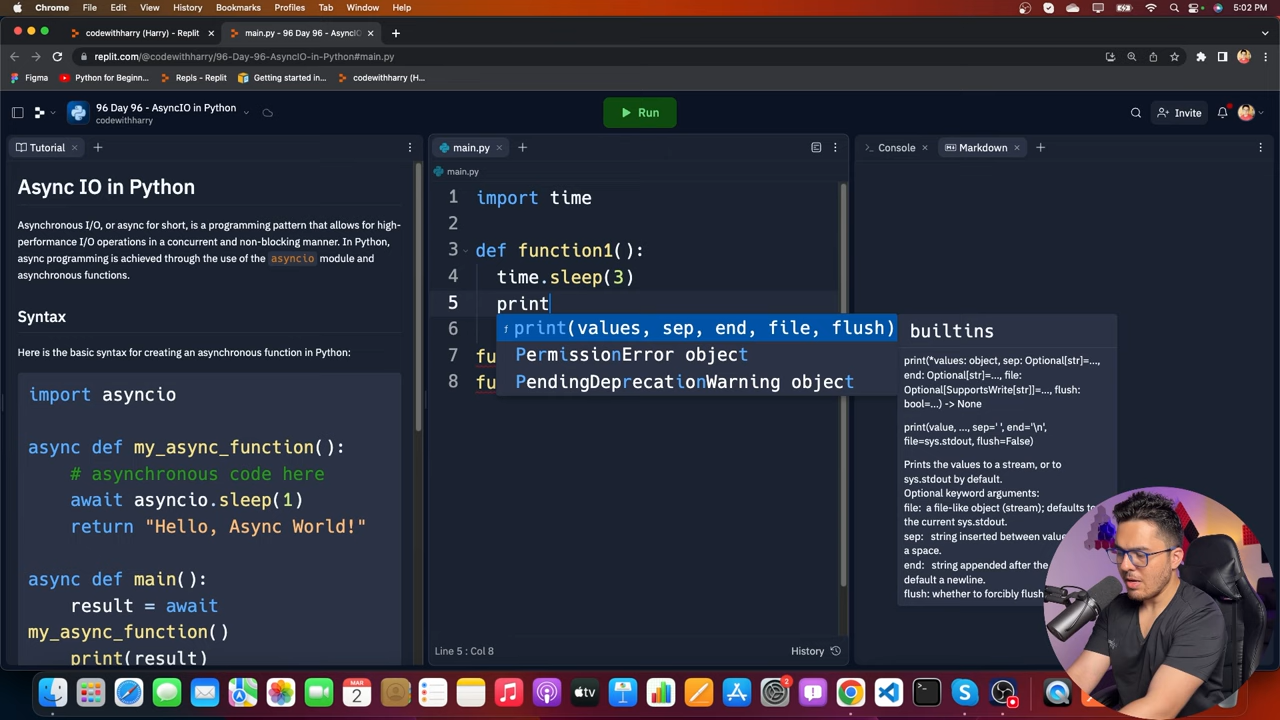 Chrome File Edit View History Bookmarks Profiles Tab Window Help 5:02 PM
codewithharry (Harry) - Replit main.py - 96 Day 96 - AsyncIO
replit.com/@codewithharry/96-Day-96-AsyncIO-in-Python#main.py
Figma Python for Beginn... Repls - Replit Getting started in... codewithharry (H...
96 Day 96 - AsyncIO in Python
codewithharry
Run
Invite
Tutorial
main.py
Console
Markdown
main.py
Async IO in Python
Asynchronous I/O, or async for short, is a programming pattern that allows for high-
performance I/O operations in a concurrent and non-blocking manner. In Python,
async programming is achieved through the use of the asyncio module and
asynchronous functions.
Syntax
Here is the basic syntax for creating an asynchronous function in Python:
import asyncio
async def my_async_function():
# asynchronous code here
await asyncio.sleep(1)
return "Hello, Async World!"
async def main():
result = await
my_async_function()
print(result)
1 import time
2
3 def function1():
4 time.sleep(3)
5 print
6
7 fu
8 fu
print(values, sep, end, file, flush)
PermissionError object
PendingDeprecationWarning object
builtins
print(*values: object, sep: Optional[str]=...,
end: Optional[str]=..., file:
Optional[SupportsWrite[str]]=..., flush:
bool=...) -> None
print(value, ..., sep=' ', end='\n',
file=sys.stdout, flush=False)
Prints the values to a stream, or to
sys.stdout by default.
Optional keyword arguments:
file: a file-like object (stream); defaults to
the current sys.stdout.
sep: string inserted between
a space.
end: string appended after the
default a newline.
flush: whether to forcibly flush
Line 5 : Col 8
History
MAR
2
tv
2